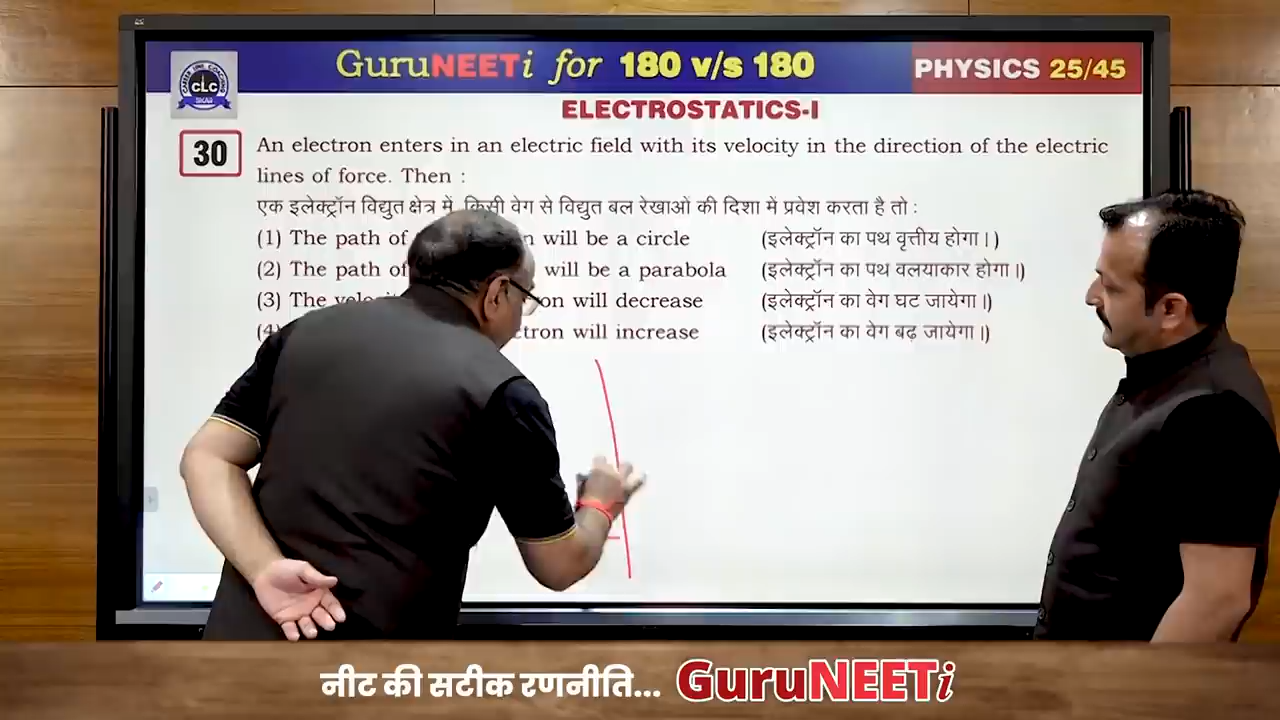 GuruNEETi for 180 v/s 180
PHYSICS 25/45
CLC
SIKAR
ELECTROSTATICS-I
30
An electron enters in an electric field with its velocity in the direction of the electric
lines of force. Then :
एक इलेक्ट्रॉन विद्युत क्षेत्र में किसी वेग से विद्युत बल रेखाओं की दिशा में प्रवेश करता है तो :
(1) The path of will be a circle (इलेक्ट्रॉन का पथ वृत्तीय होगा।)
(2) The path of will be a parabola (इलेक्ट्रॉन का पथ वलयाकार होगा।)
(3) The will decrease (इलेक्ट्रॉन का वेग घट जायेगा।)
(4) will increase (इलेक्ट्रॉन का वेग बढ़ जायेगा।)
नीट की सटीक रणनीति... GuruNEETi